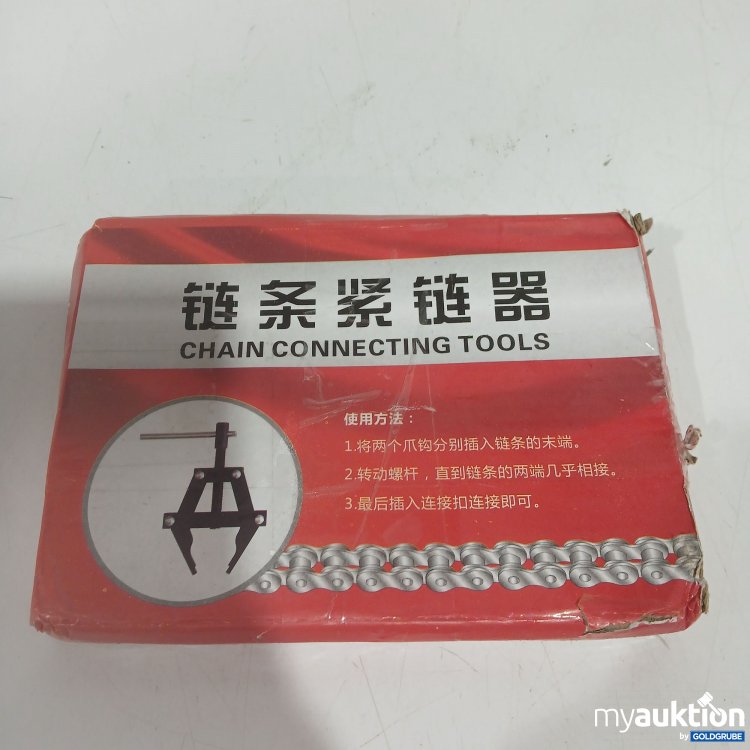 链条紧链器
CHAIN CONNECTING TOOLS
使用方法：
1.将两个爪钩分别插入链条的末端。
2.转动螺杆，直到链条的两端几乎相接。
3.最后插入连接扣连接即可。
myauktion
by GOLDGRUBE